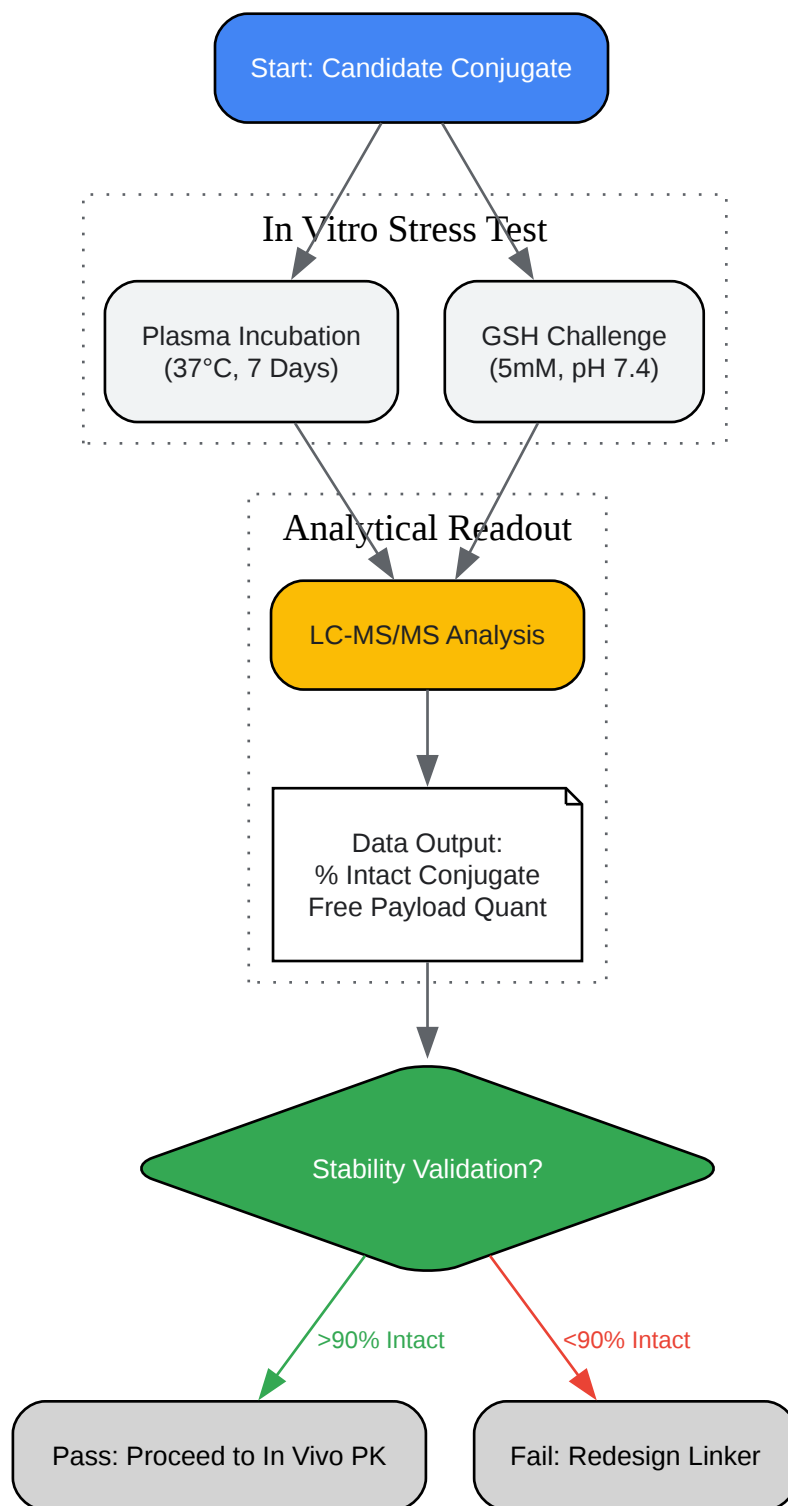 Start: Candidate Conjugate
In Vitro Stress Test
Plasma Incubation
(37°C, 7 Days)
GSH Challenge
(5mM, pH 7.4)
Analytical Readout
LC-MS/MS Analysis
Data Output:
% Intact Conjugate
Free Payload Quant
Stability Validation?
>90% Intact
<90% Intact
Pass: Proceed to In Vivo PK
Fail: Redesign Linker